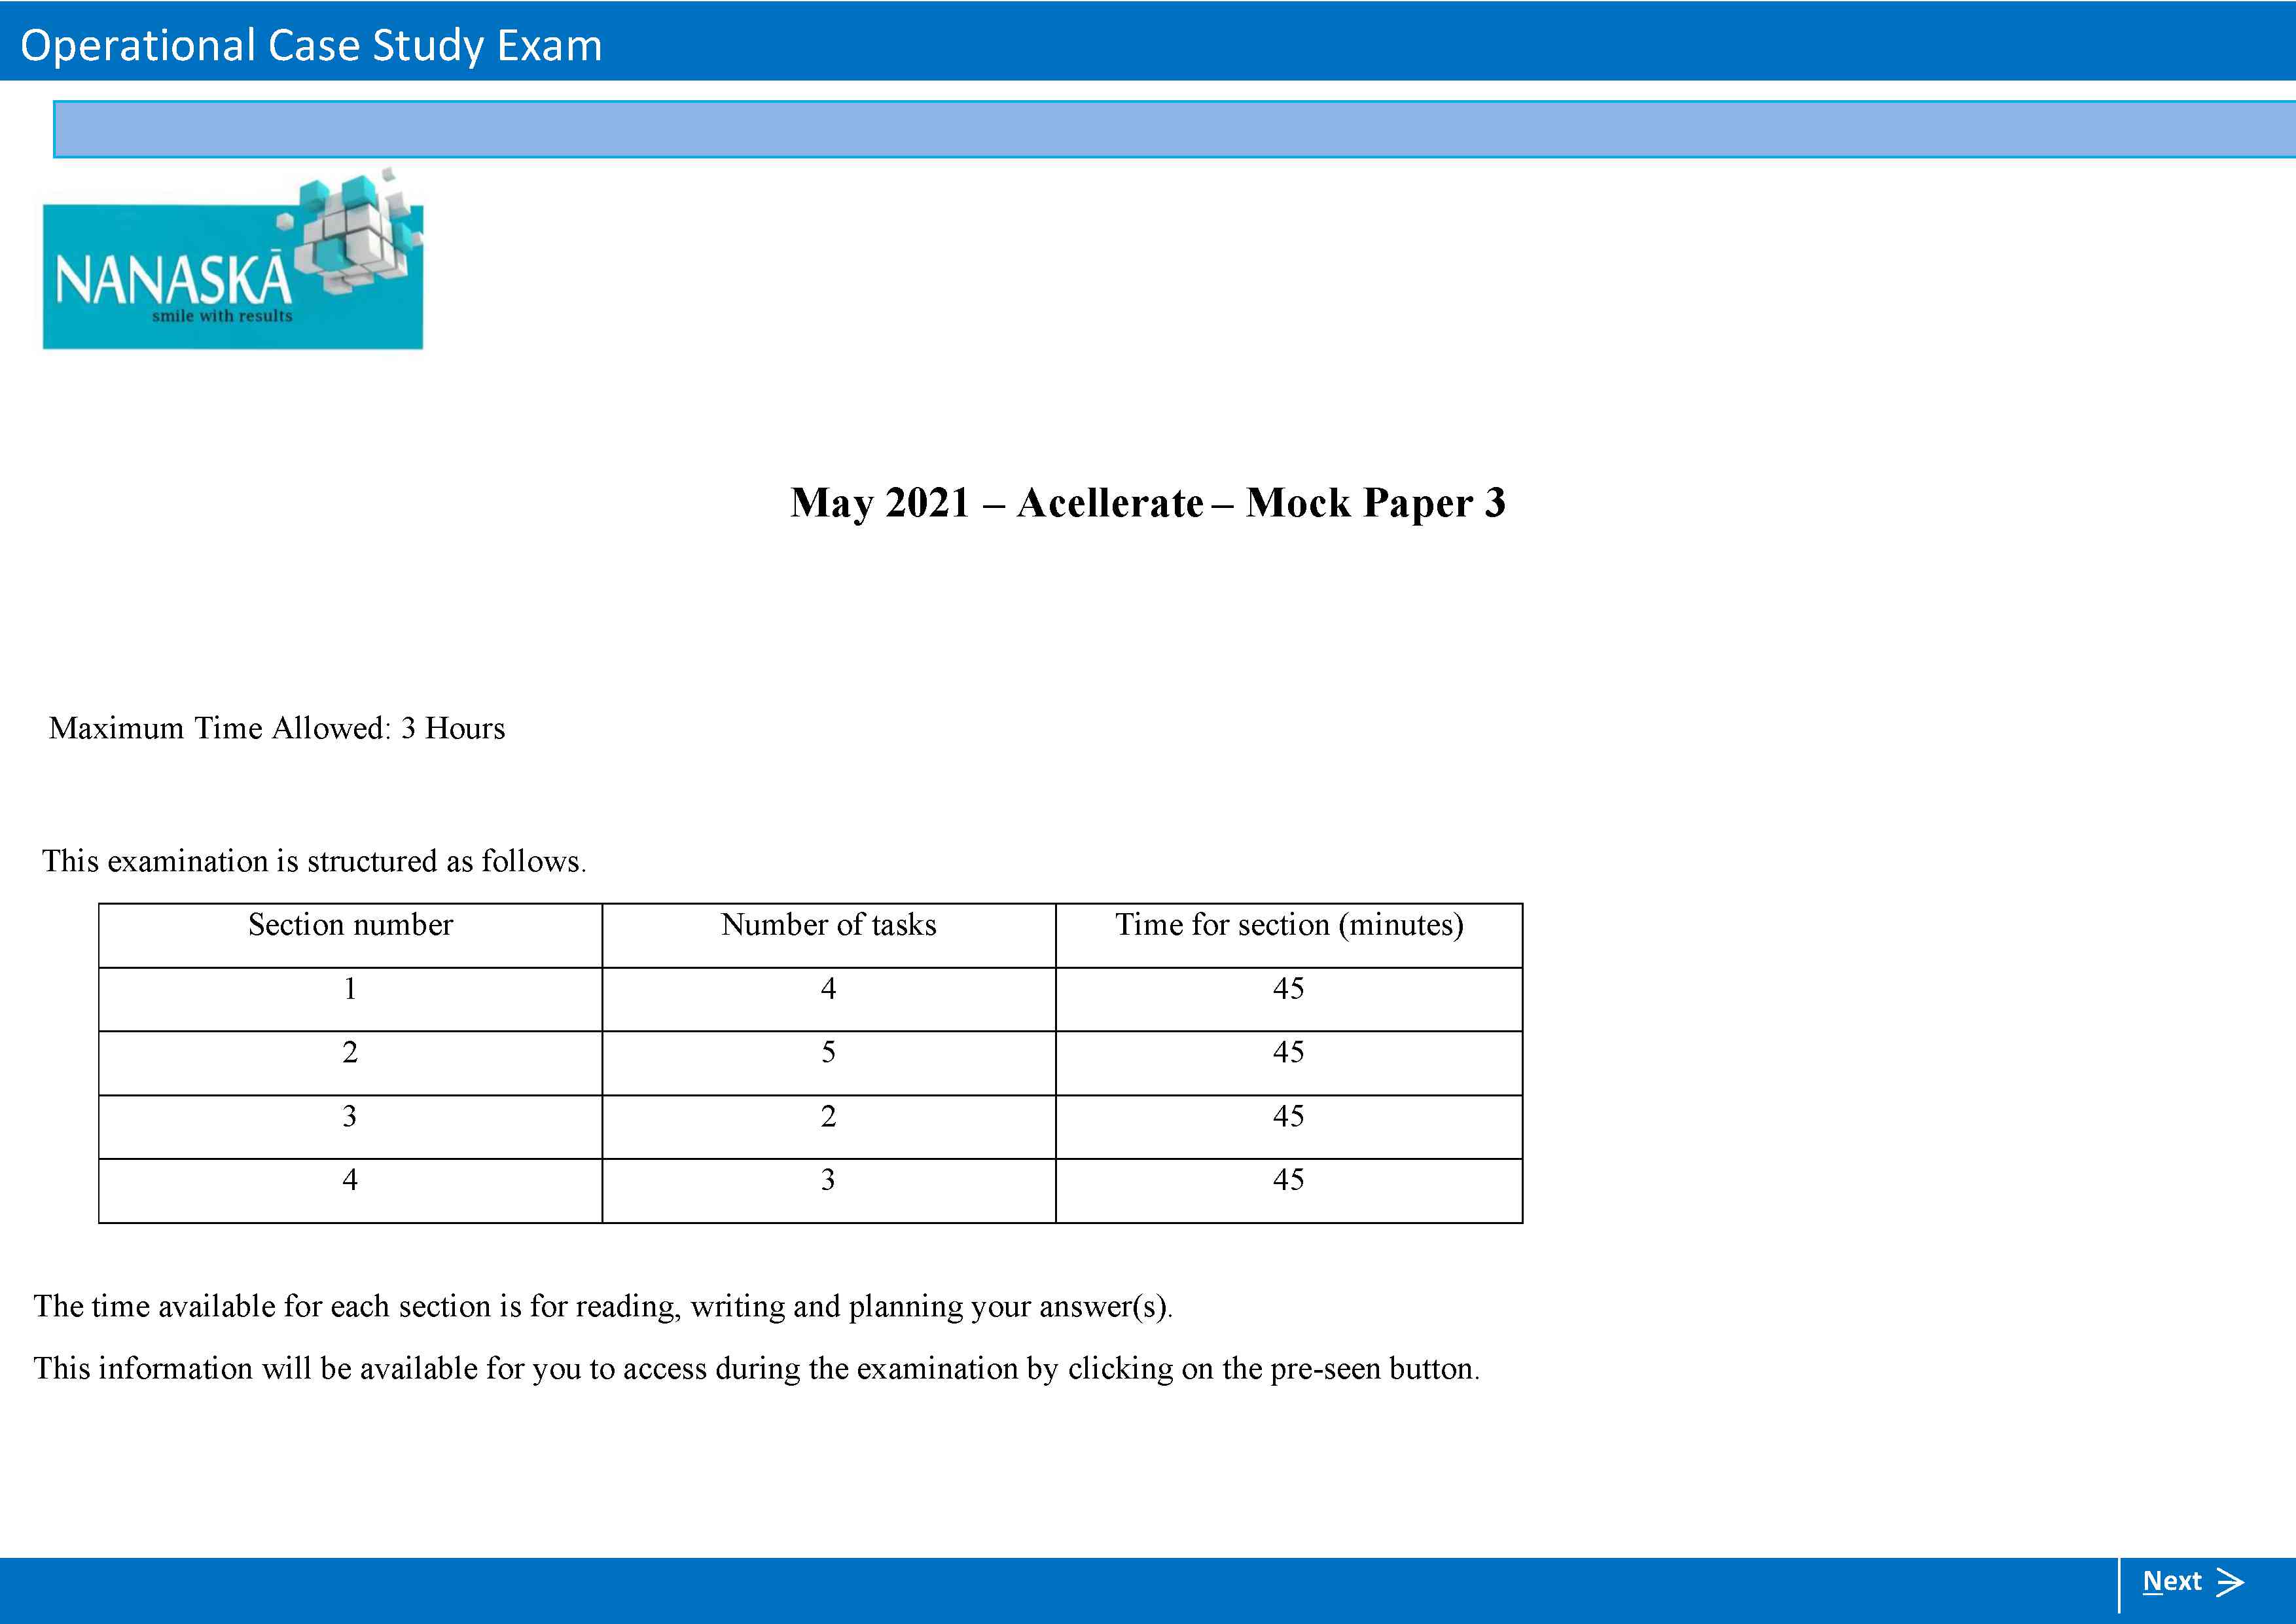 Operational Case Study Exam
NANASKĀ
smile with results
May 2021 – Acellerate – Mock Paper 3
Maximum Time Allowed: 3 Hours
This examination is structured as follows.
Section number Number of tasks Time for section (minutes)
1 4 45
2 5 45
3 2 45
4 3 45
The time available for each section is for reading, writing and planning your answer(s).
This information will be available for you to access during the examination by clicking on the pre-seen button.
Next